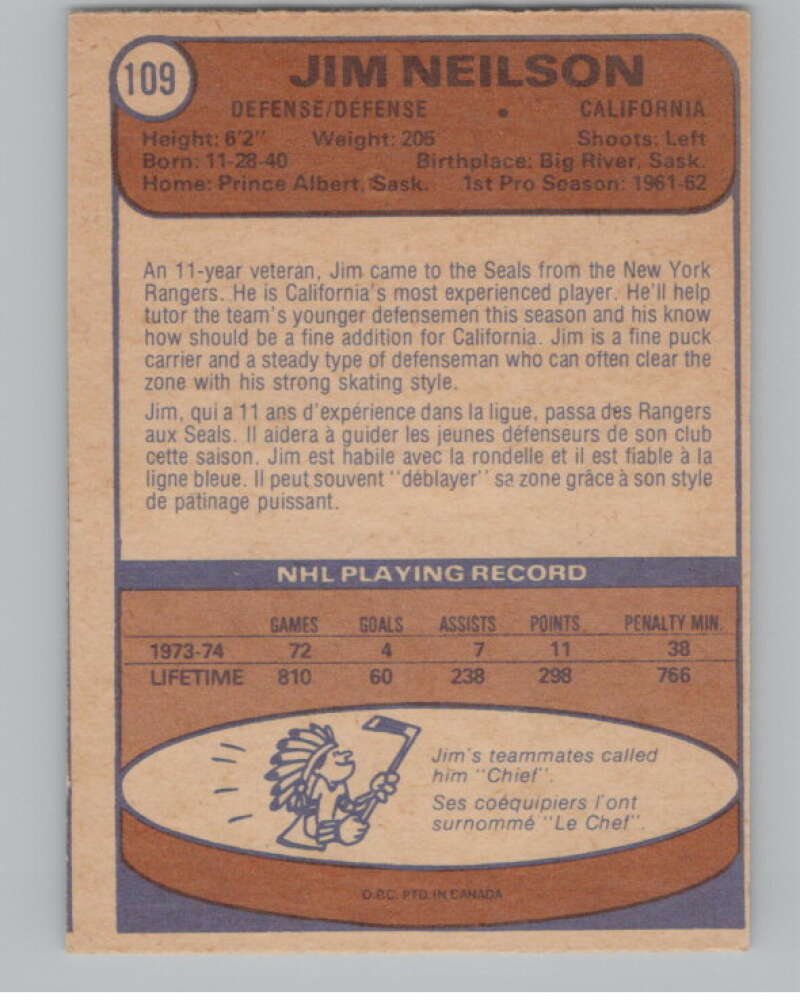 109
JIM NEILSON
DEFENSE/DÉFENSE • CALIFORNIA
Height: 6'2" Weight: 205 Shoots: Left
Born: 11-28-40 Birthplace: Big River, Sask.
Home: Prince Albert, Sask. 1st Pro Season: 1961-62
An 11-year veteran, Jim came to the Seals from the New York
Rangers. He is California's most experienced player. He'll help
tutor the team's younger defensemen this season and his know
how should be a fine addition for California. Jim is a fine puck
carrier and a steady type of defenseman who can often clear the
zone with his strong skating style.
Jim, qui a 11 ans d'expérience dans la ligue, passa des Rangers
aux Seals. Il aidera à guider les jeunes défenseurs de son club
cette saison. Jim est habile avec la rondelle et il est fiable à la
ligne bleue. Il peut souvent "déblayer" sa zone grâce à son style
de patinage puissant.
NHL PLAYING RECORD
GAMES GOALS ASSISTS POINTS PENALTY MIN.
1973-74 72 4 7 11 38
LIFETIME 810 60 238 298 766
Jim's teammates called
him "Chief".
Ses coéquipiers l'ont
surnommé "Le Chef".
O.P.C. PTD. IN CANADA